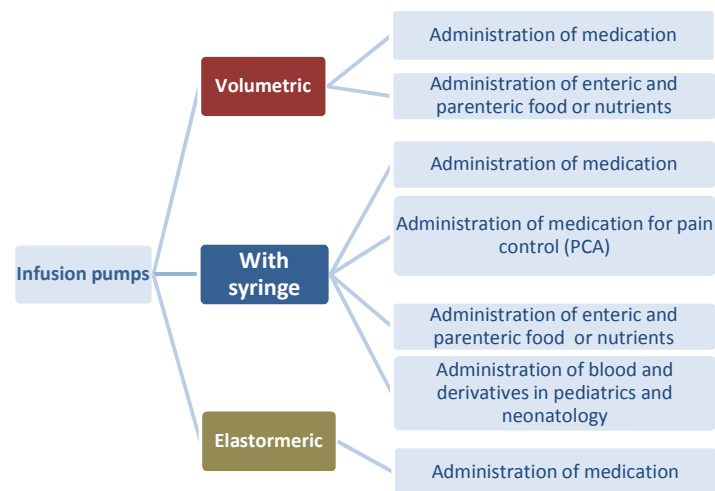 Infusion pumps
Volumetric
Administration of medication
Administration of enteric and
parenteric food or nutrients
With
syringe
Administration of medication
Administration of medication for pain
control (PCA)
Administration of enteric and
parenteric food or nutrients
Administration of blood and
derivatives in pediatrics and
neonatology
Elastormeric
Administration of medication